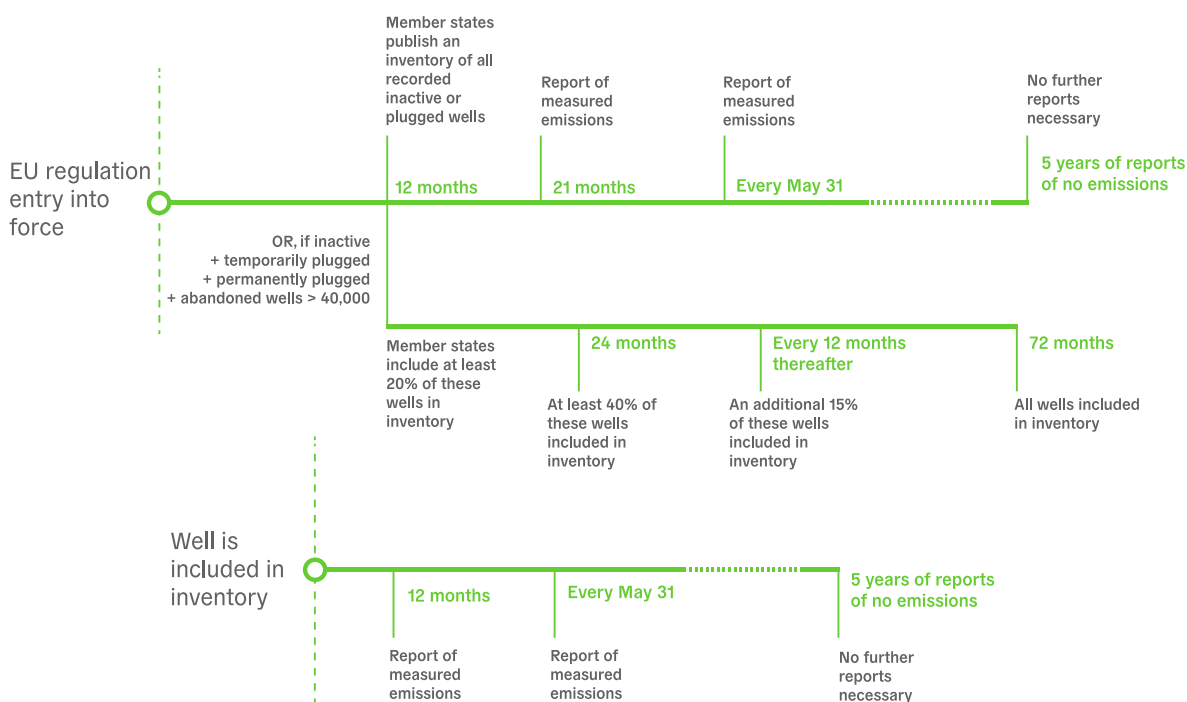 Member states
publish an
inventory of all
recorded
inactive or
plugged wells
Report of
measured
emissions
Report of
measured
emissions
No further
reports
necessary
EU regulation
entry into
force
12 months
21 months
Every May 31
5 years of reports
of no emissions
OR, if inactive
+ temporarily plugged
+ permanently plugged
+ abandoned wells > 40,000
Member states
include at least
20% of these
wells in
inventory
24 months
At least 40% of
these wells
included in
inventory
Every 12 months
thereafter
An additional 15%
of these wells
included in
inventory
72 months
All wells included
in inventory
Well is
included in
inventory
12 months
Report of
measured
emissions
Every May 31
Report of
measured
emissions
5 years of reports
of no emissions
No further
reports
necessary